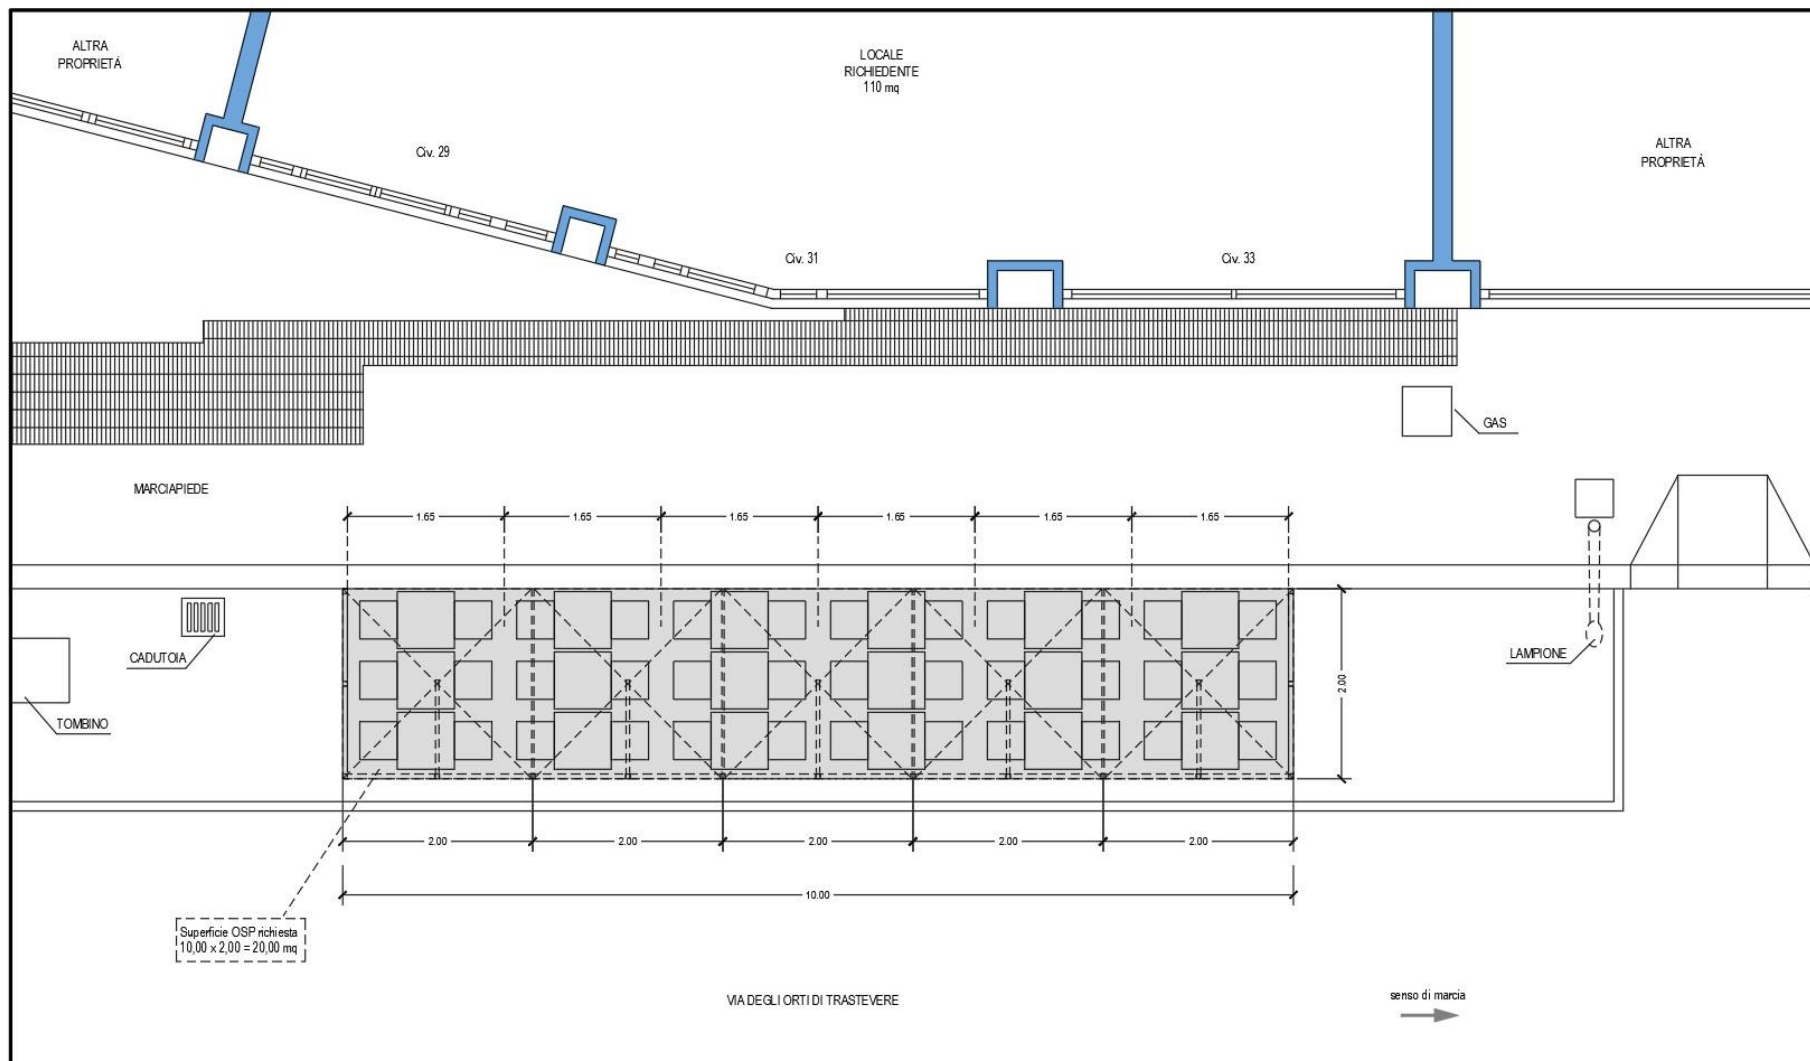 ALTRA
PROPRIETÀ
LOCALE
RICHIEDENTE
110 mq
ALTRA
PROPRIETÀ
Civ. 29
Civ. 31
Civ. 33
GAS
MARCIAPIEDE
1.65
1.65
1.65
1.65
1.65
1.65
CADUTOIA
TOMBINO
LAMPIONE
2.00
2.00
2.00
2.00
2.00
2.00
10.00
Superficie OSP richiesta
10,00 x 2,00 = 20,00 mq
VIA DEGLI ORTI DI TRASTEVERE
senso di marcia